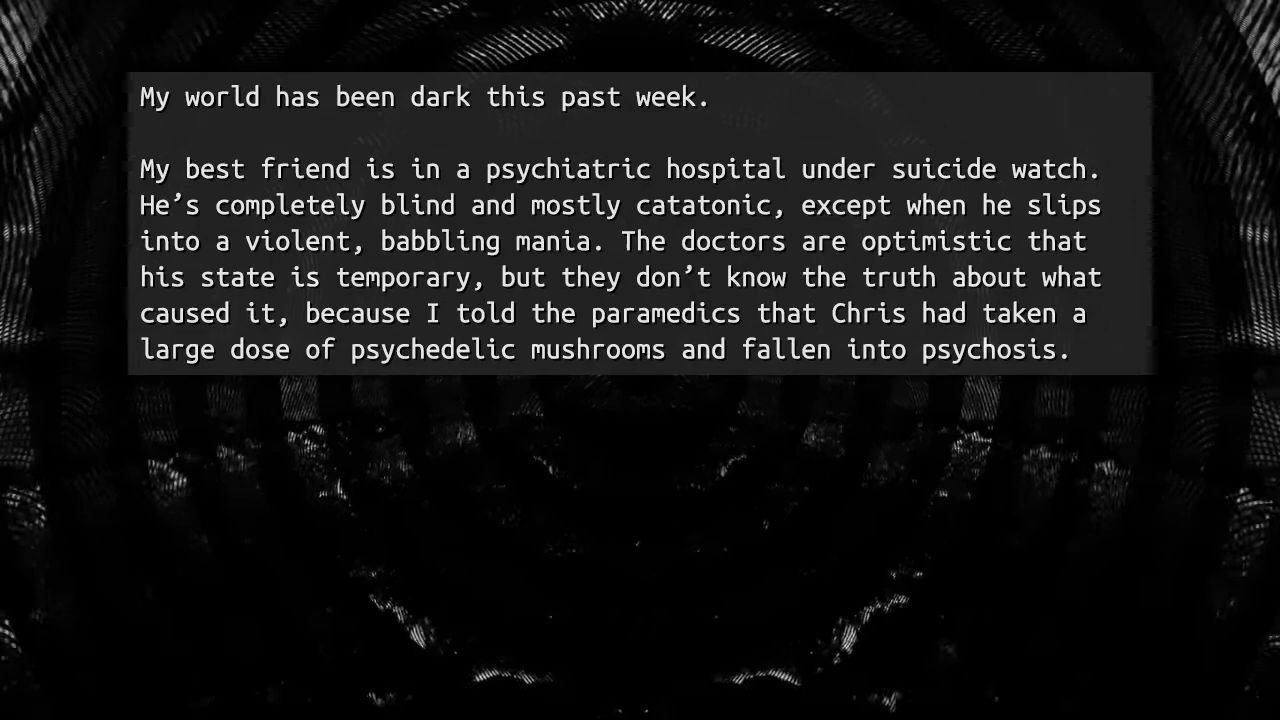 My world has been dark this past week.
My best friend is in a psychiatric hospital under suicide watch.
He’s completely blind and mostly catatonic, except when he slips
into a violent, babbling mania. The doctors are optimistic that
his state is temporary, but they don’t know the truth about what
caused it, because I told the paramedics that Chris had taken a
large dose of psychedelic mushrooms and fallen into psychosis.